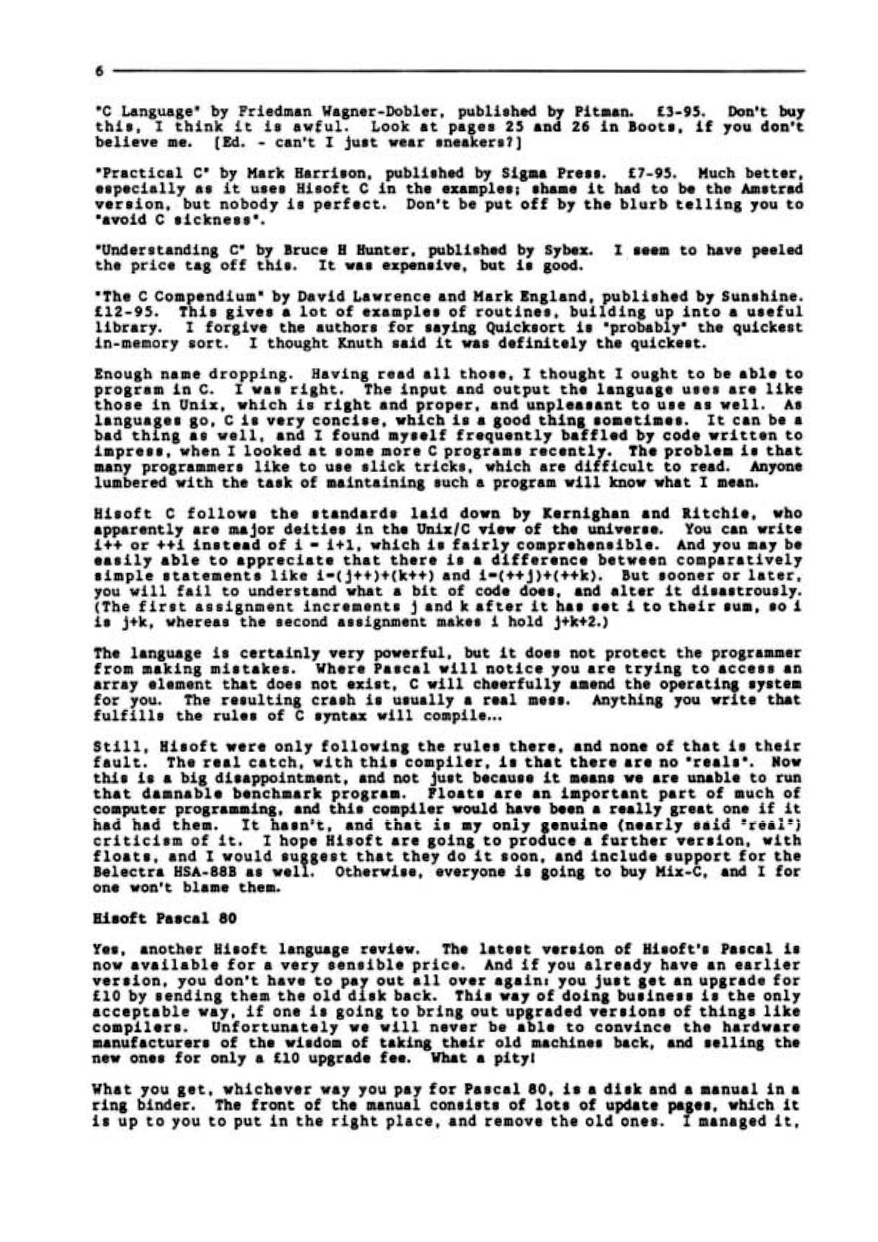 6
"C Language" by Friedman Wagner-Dobler, published by Pitman. £3-95. Don't buy
this, I think it is awful. Look at pages 25 and 26 in Boots, if you don't
believe me. [Ed. - can't I just wear sneakers?]
"Practical C" by Mark Harrison, published by Sigma Press. £7-95. Much better,
especially as it uses Hisoft C in the examples; shame it had to be the Amstrad
version, but nobody is perfect. Don't be put off by the blurb telling you to
"avoid C sickness".
"Understanding C" by Bruce H Hunter, published by Sybex. I seem to have peeled
the price tag off this. It was expensive, but is good.
"The C Compendium" by David Lawrence and Mark England, published by Sunshine.
£12-95. This gives a lot of examples of routines, building up into a useful
library. I forgive the authors for saying Quicksort is "probably" the quickest
in-memory sort. I thought Knuth said it was definitely the quickest.
Enough name dropping. Having read all those, I thought I ought to be able to
program in C. I was right. The input and output the language uses are like
those in Unix, which is right and proper, and unpleasant to use as well. As
languages go, C is very concise, which is a good thing sometimes. It can be a
bad thing as well, and I found myself frequently baffled by code written to
impress, when I looked at some more C programs recently. The problem is that
many programmers like to use slick tricks, which are difficult to read. Anyone
lumbered with the task of maintaining such a program will know what I mean.
Hisoft C follows the standards laid down by Kernighan and Ritchie, who
apparently are major deities in the Unix/C view of the universe. You can write
i++ or ++i instead of i = i+1, which is fairly comprehensible. And you may be
easily able to appreciate that there is a difference between comparatively
simple statements like i=(j++)+(k++) and i=(++j)+(++k). But sooner or later,
you will fail to understand what a bit of code does, and alter it disastrously.
(The first assignment increments j and k after it has set i to their sum, so i
is j+k, whereas the second assignment makes i hold j+k+2.)
The language is certainly very powerful, but it does not protect the programmer
from making mistakes. Where Pascal will notice you are trying to access an
array element that does not exist, C will cheerfully amend the operating system
for you. The resulting crash is usually a real mess. Anything you write that
fulfills the rules of C syntax will compile...
Still, Hisoft were only following the rules there, and none of that is their
fault. The real catch, with this compiler, is that there are no "reals". Now
this is a big disappointment, and not just because it means we are unable to run
that damnable benchmark program. Floats are an important part of much of
computer programming, and this compiler would have been a really great one if it
had had them. It hasn't, and that is my only genuine (nearly said "real")
criticism of it. I hope Hisoft are going to produce a further version, with
floats, and I would suggest that they do it soon, and include support for the
Belectra HSA-88B as well. Otherwise, everyone is going to buy Mix-C, and I for
one won't blame them.
Hisoft Pascal 80
Yes, another Hisoft language review. The latest version of Hisoft's Pascal is
now available for a very sensible price. And if you already have an earlier
version, you don't have to pay out all over again: you just get an upgrade for
£10 by sending them the old disk back. This way of doing business is the only
acceptable way, if one is going to bring out upgraded versions of things like
compilers. Unfortunately we will never be able to convince the hardware
manufacturers of the wisdom of taking their old machines back, and selling the
new ones for only a £10 upgrade fee. What a pity!
What you get, whichever way you pay for Pascal 80, is a disk and a manual in a
ring binder. The front of the manual consists of lots of update pages, which it
is up to you to put in the right place, and remove the old ones. I managed it,